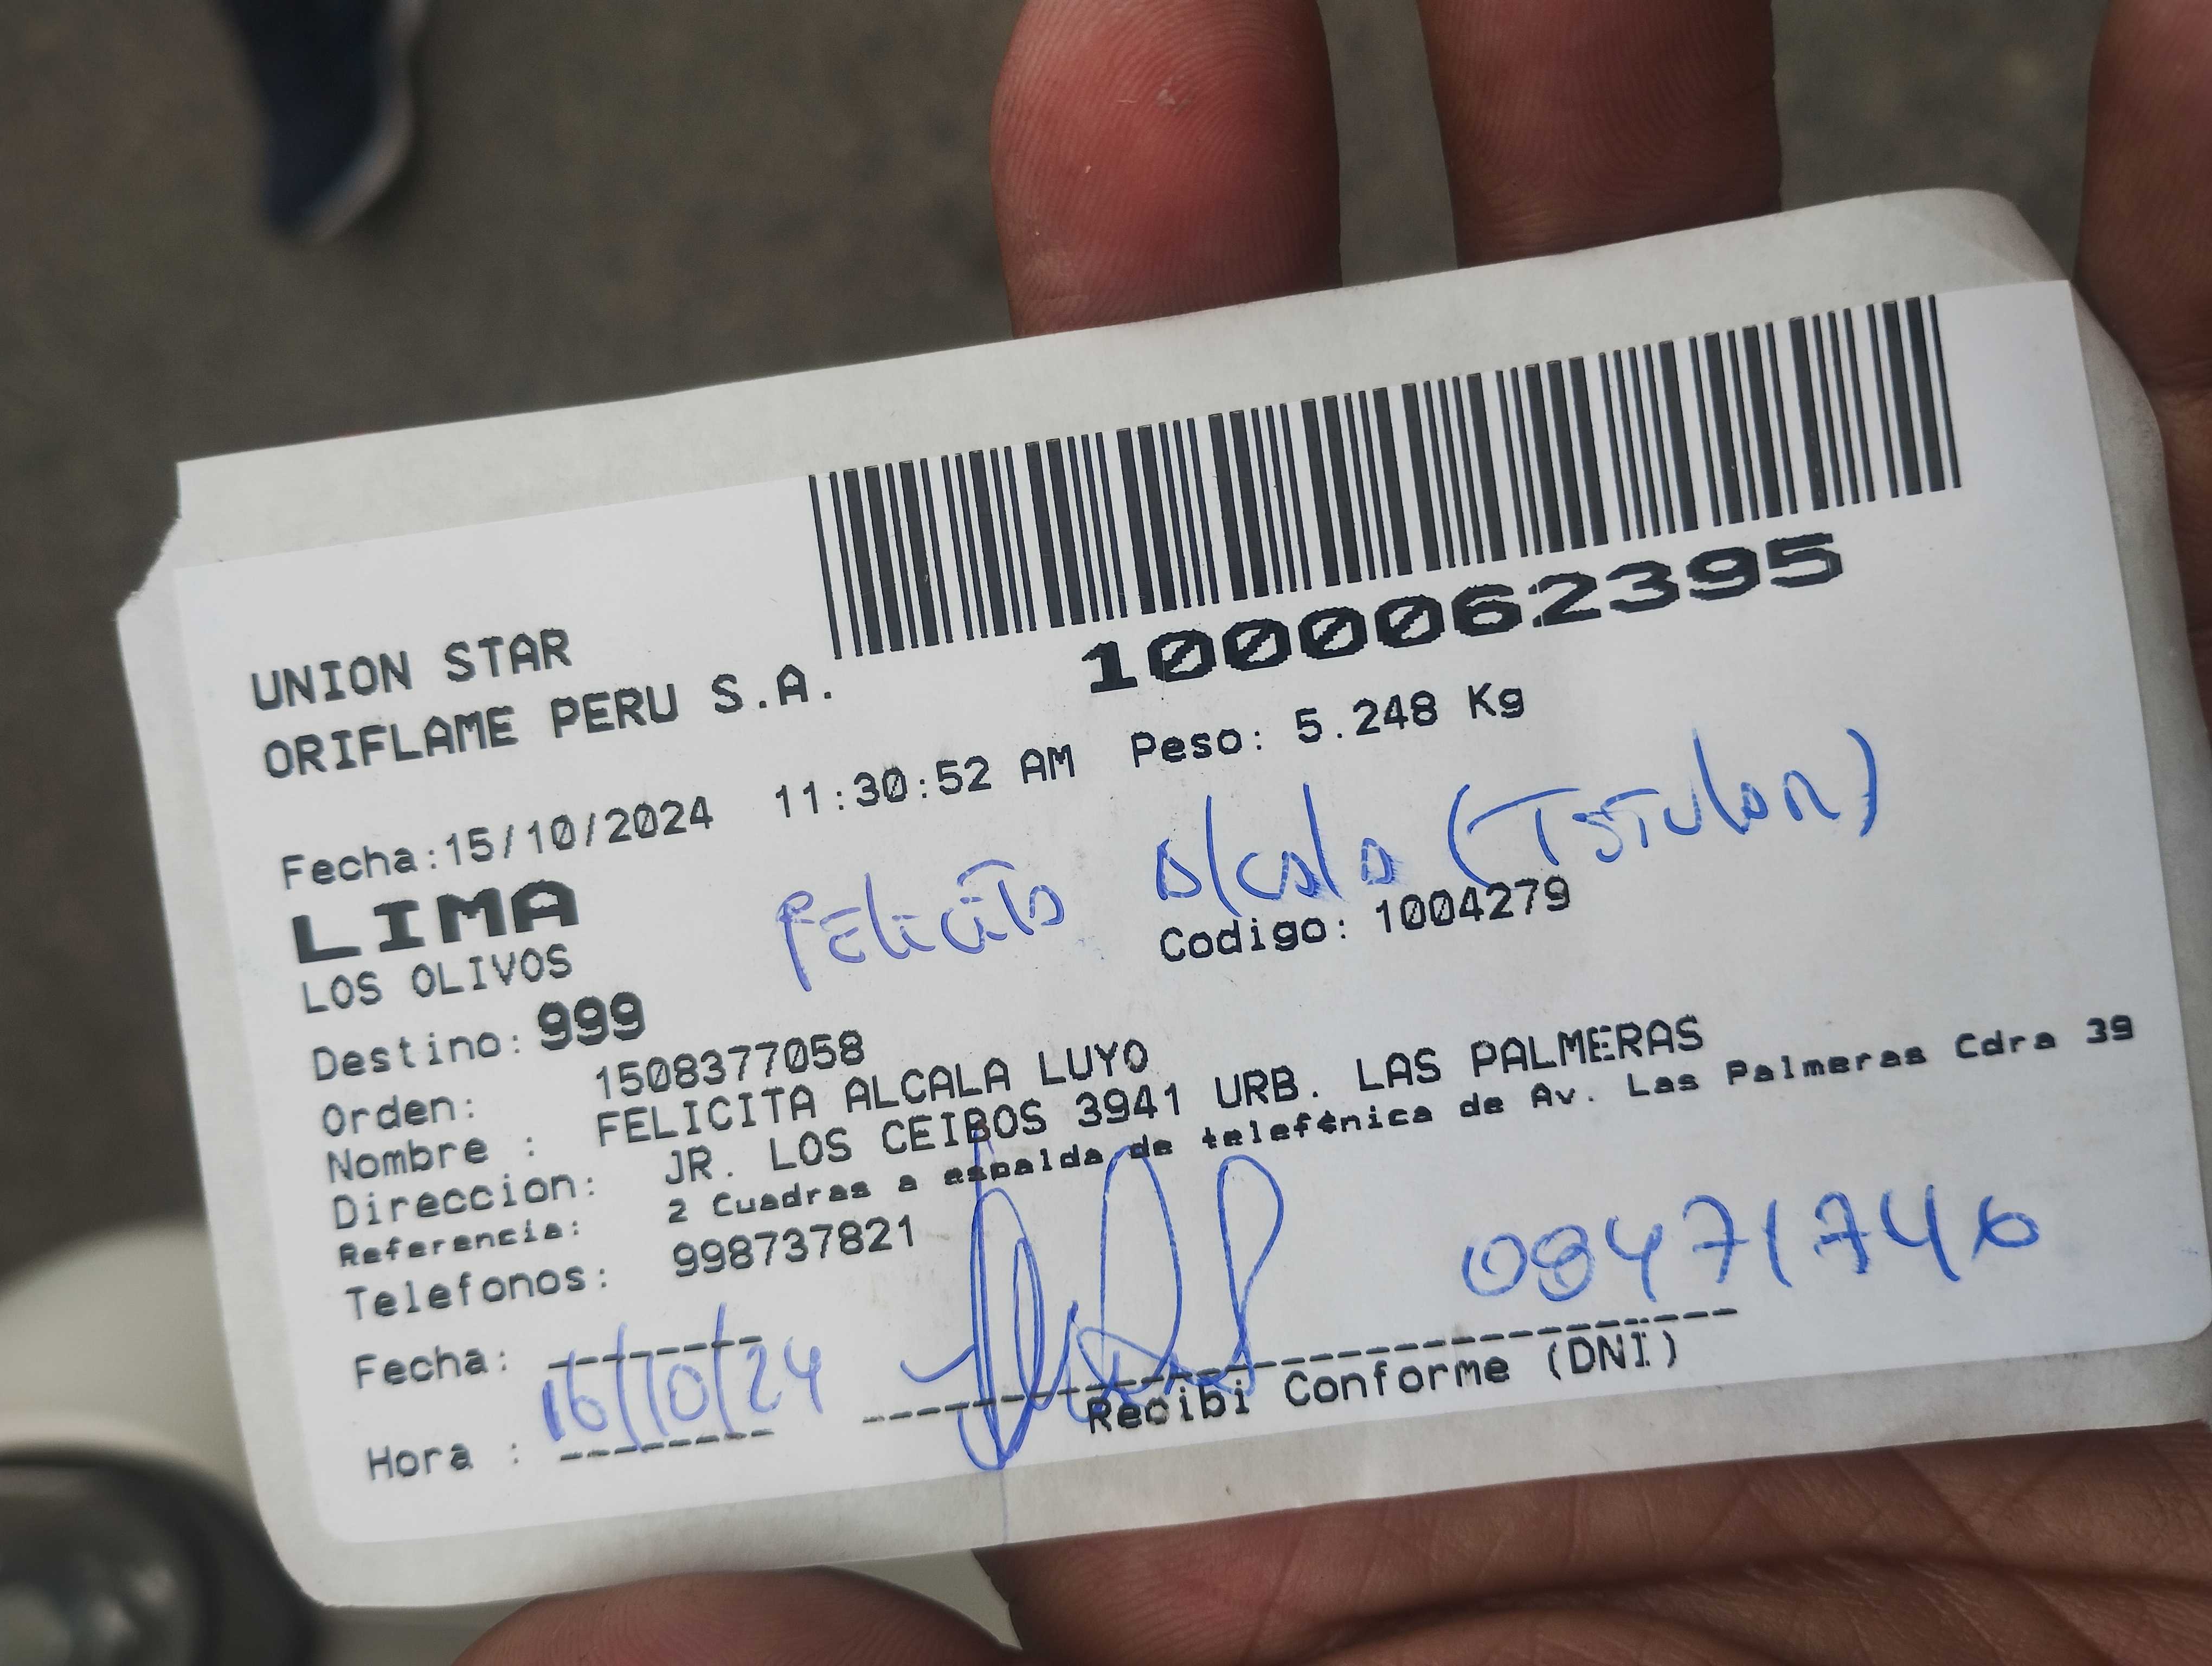 1000062395
UNION STAR
ORIFLAME PERU S.A.
Fecha:15/10/2024 11:30:52 AM Peso: 5.248 Kg
LIMA
Felicita Alcala (Titular)
LOS OLIVOS
Codigo: 1004279
Destino: 999
Orden: 1508377058
Nombre : FELICITA ALCALA LUYO
Direccion: JR. LOS CEIBOS 3941 URB. LAS PALMERAS
Referencia: 2 Cuadras a espalda de telef¢nica de Av. Las Palmeras Cdra 39
Telefonos: 998737821
08471746
Fecha: 16/10/24
Recibi Conforme (DNI)
Hora :